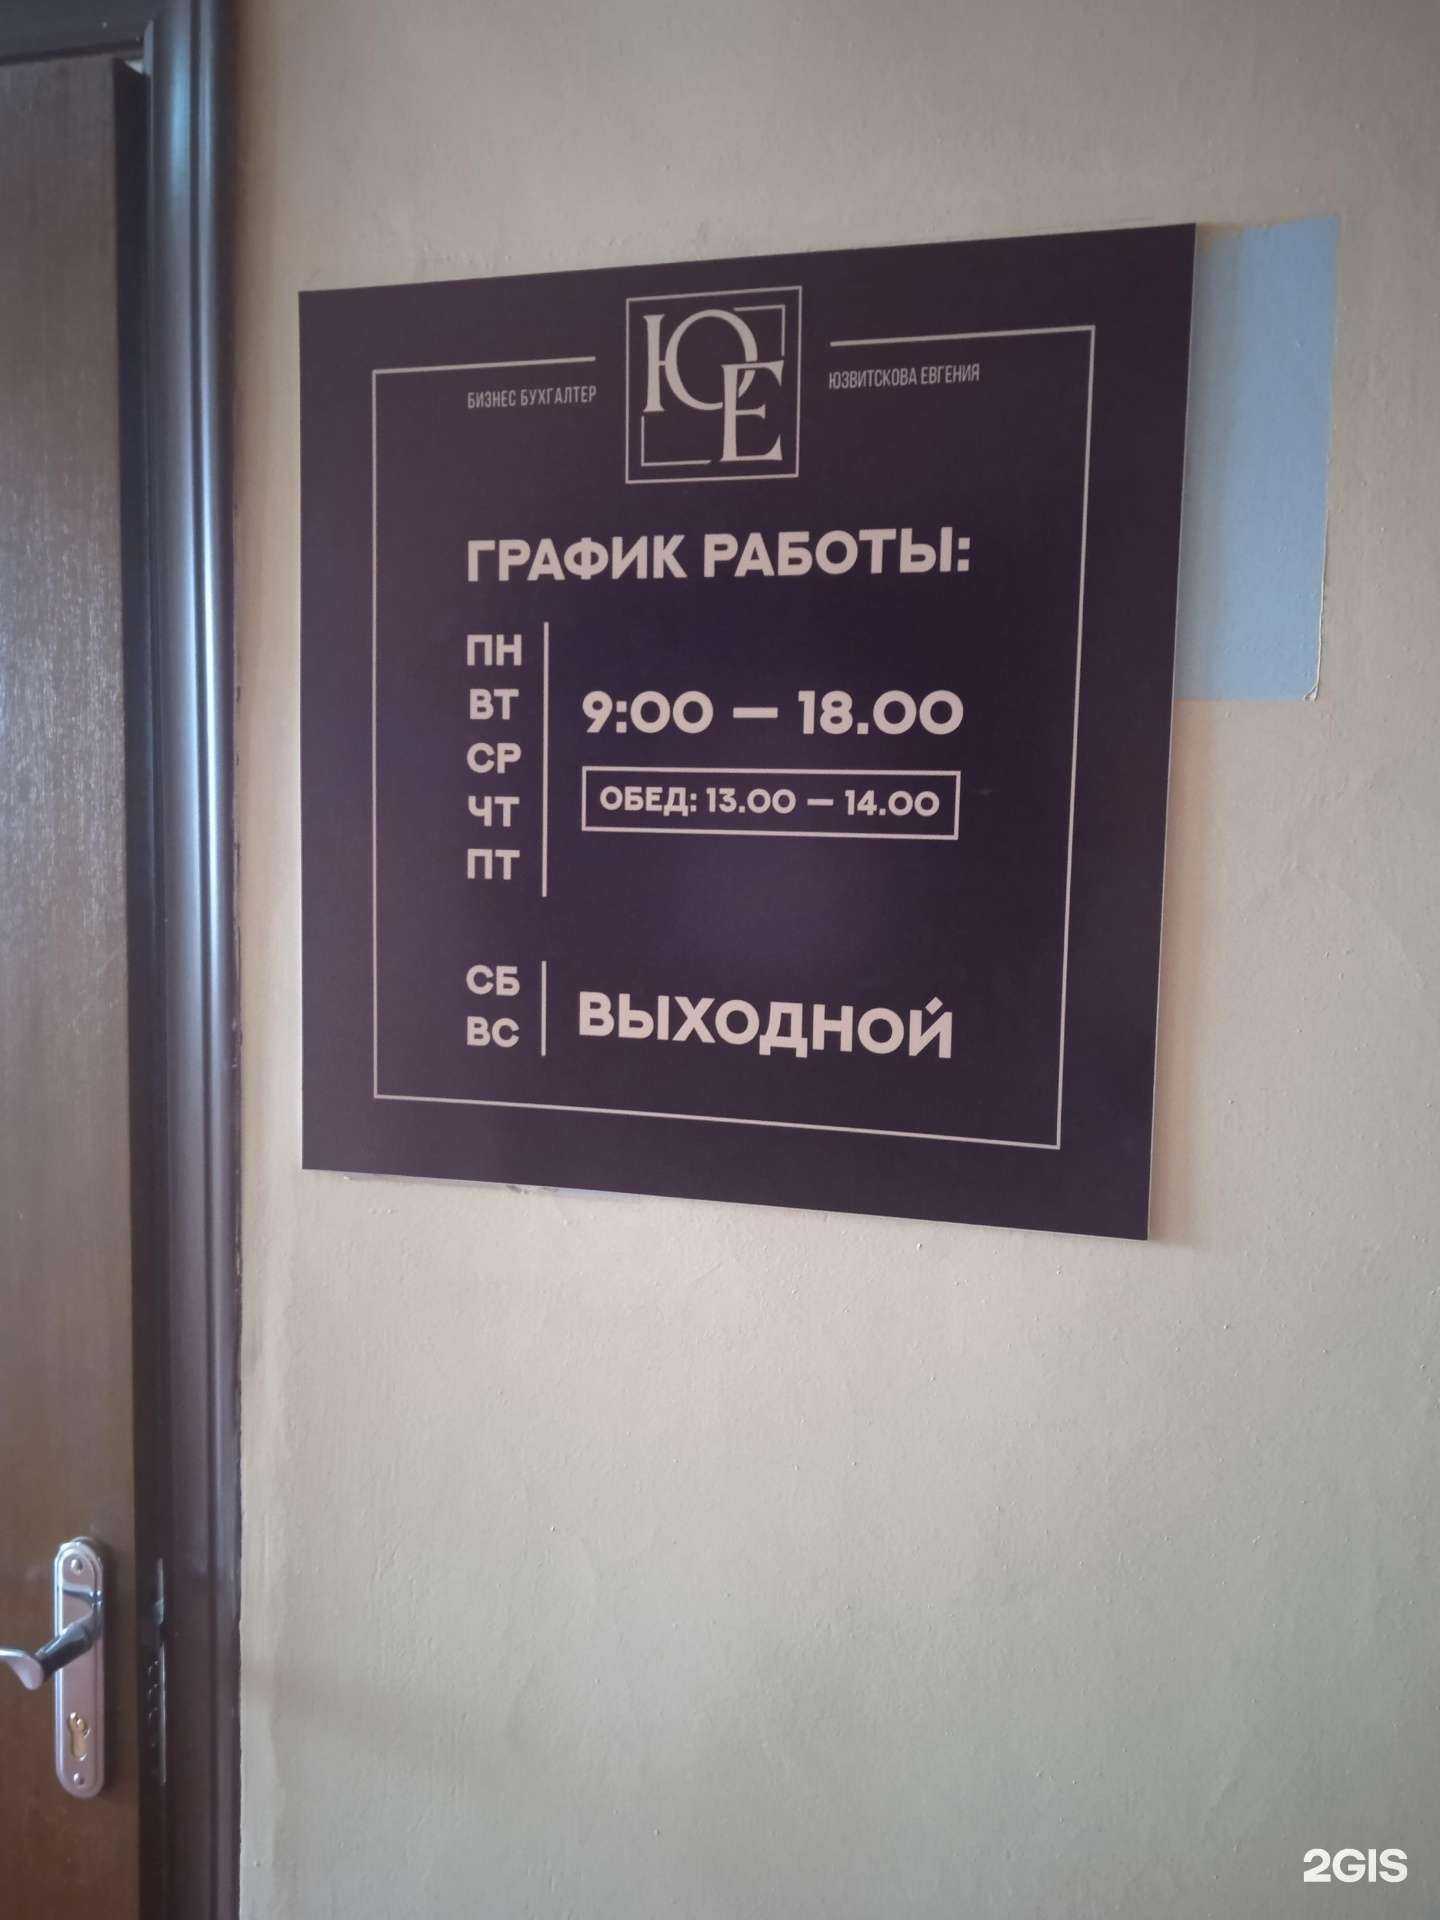 БИЗНЕС БУХГАЛТЕР
ЮЕ
ЮЗВИТСКОВА ЕВГЕНИЯ
ГРАФИК РАБОТЫ:
ПН
ВТ
СР
ЧТ
ПТ
9:00 — 18.00
ОБЕД: 13.00 — 14.00
СБ
ВС
ВЫХОДНОЙ
2GIS